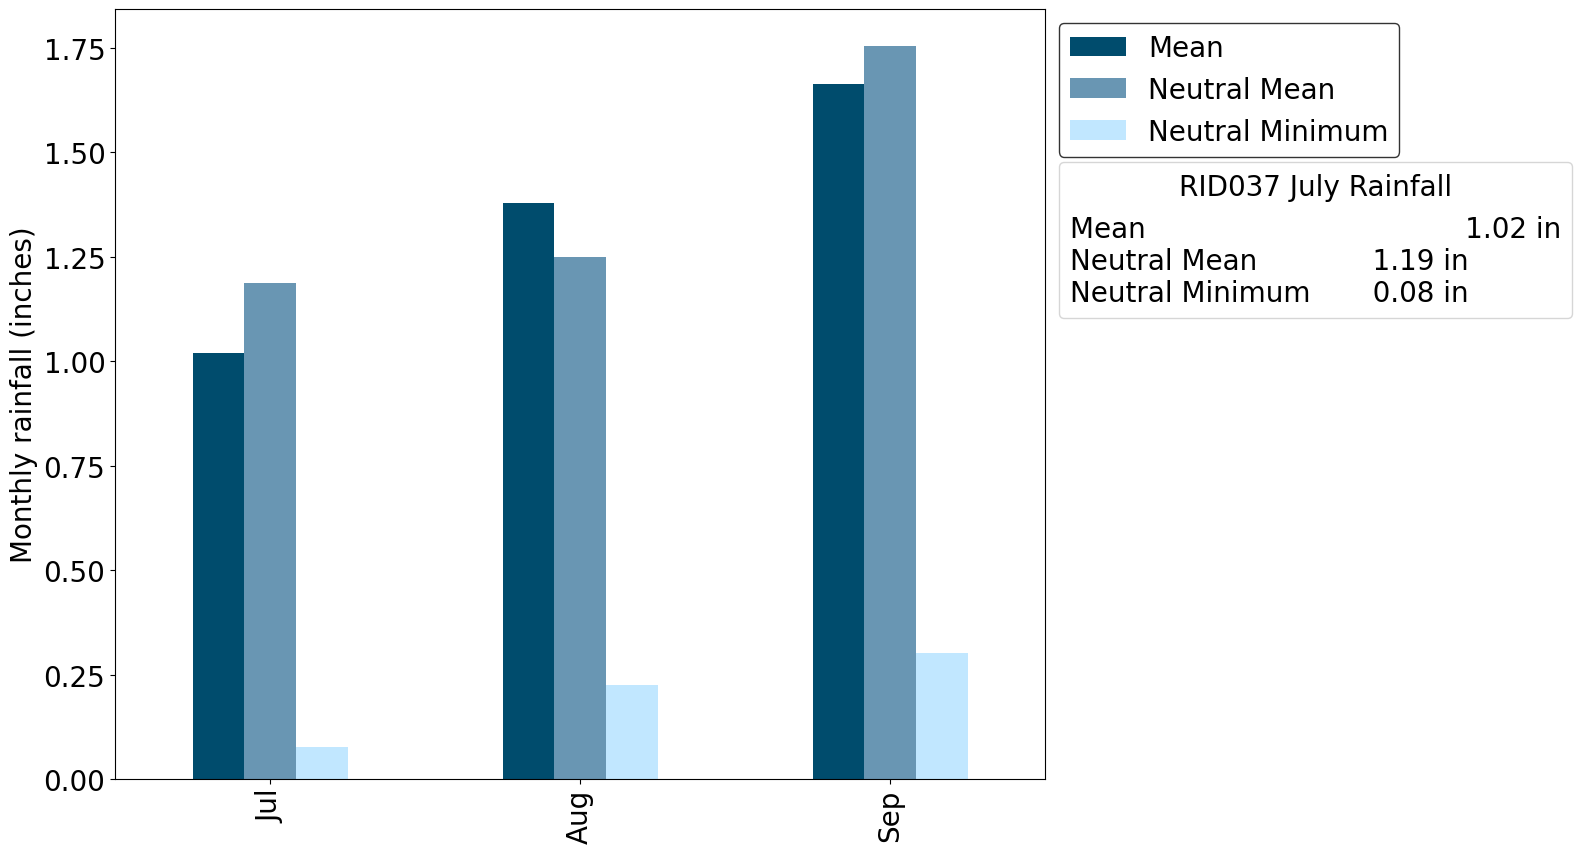 Monthly rainfall (inches)
1.75
1.50
1.25
1.00
0.75
0.50
0.25
0.00
Jul
Aug
Sep
Mean
Neutral Mean
Neutral Minimum
RID037 July Rainfall
Mean 1.02 in
Neutral Mean 1.19 in
Neutral Minimum 0.08 in